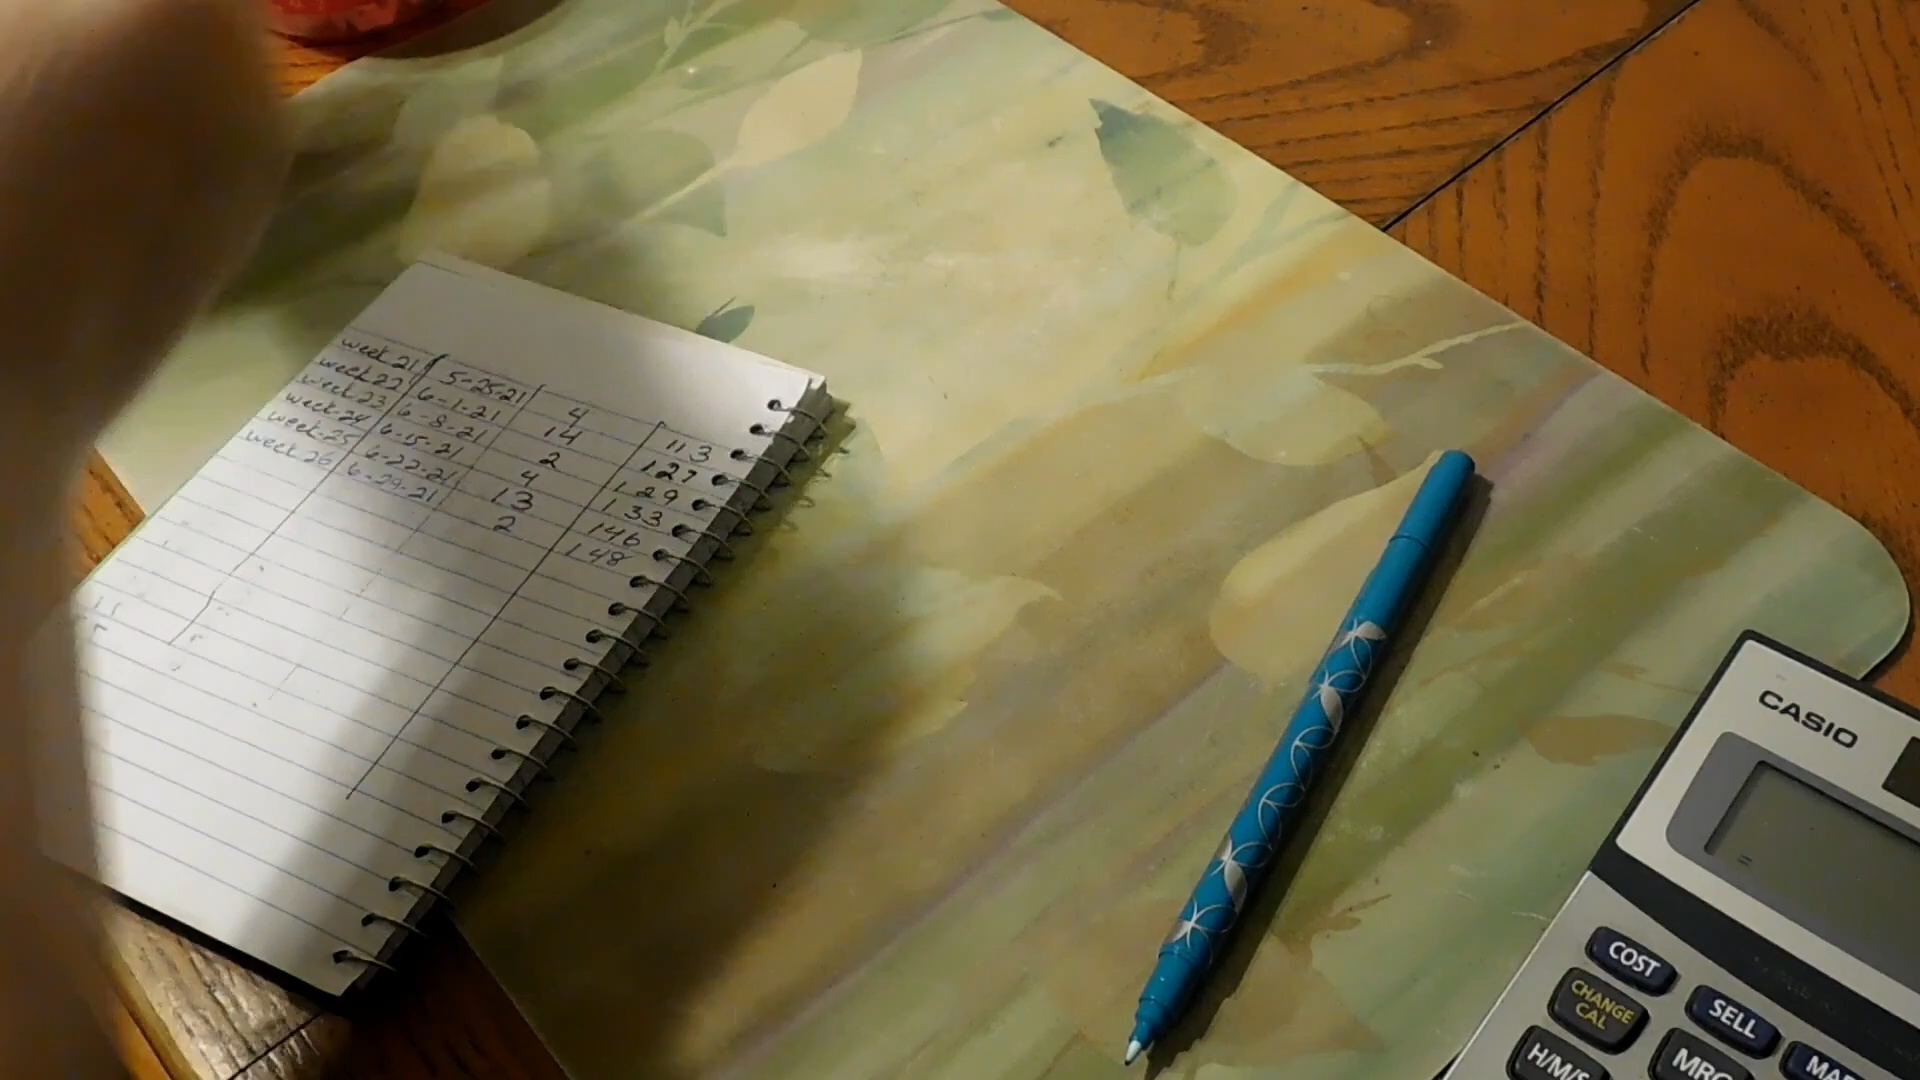 week 21 5-25-21 4 113
week 22 6-1-21 14 127
week 23 6-8-21 2 129
week 24 6-15-21 4 133
week 25 6-22-21 13 146
week 26 6-29-21 2 148
CASIO
COST
CHANGE
CAL
SELL
H/M/S